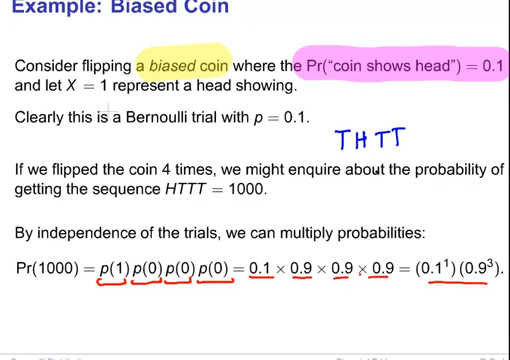 Example: Biased Coin
Consider flipping a biased coin where the Pr(“coin shows head”) = 0.1
and let X = 1 represent a head showing.
Clearly this is a Bernoulli trial with p = 0.1.
T H T T
If we flipped the coin 4 times, we might enquire about the probability of
getting the sequence HTTT = 1000.
By independence of the trials, we can multiply probabilities:
Pr(1000) = p(1)p(0)p(0)p(0) = 0.1 × 0.9 × 0.9 × 0.9 = (0.1¹)(0.9³).